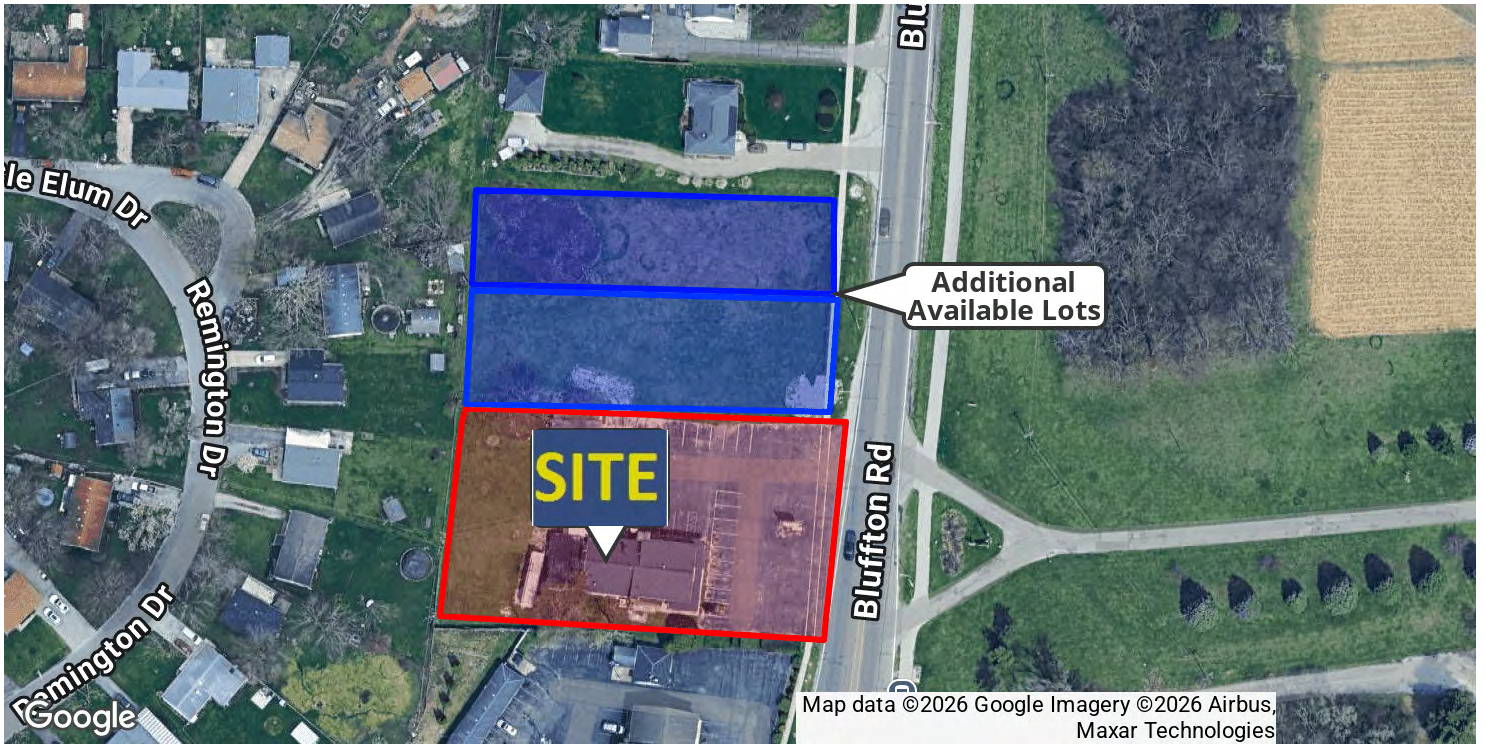 Blu
le Elum Dr
Additional
Available Lots
Remington Dr
SITE
Bluffton Rd
Remington Dr
Google
Map data ©2026 Google Imagery ©2026 Airbus,
Maxar Technologies